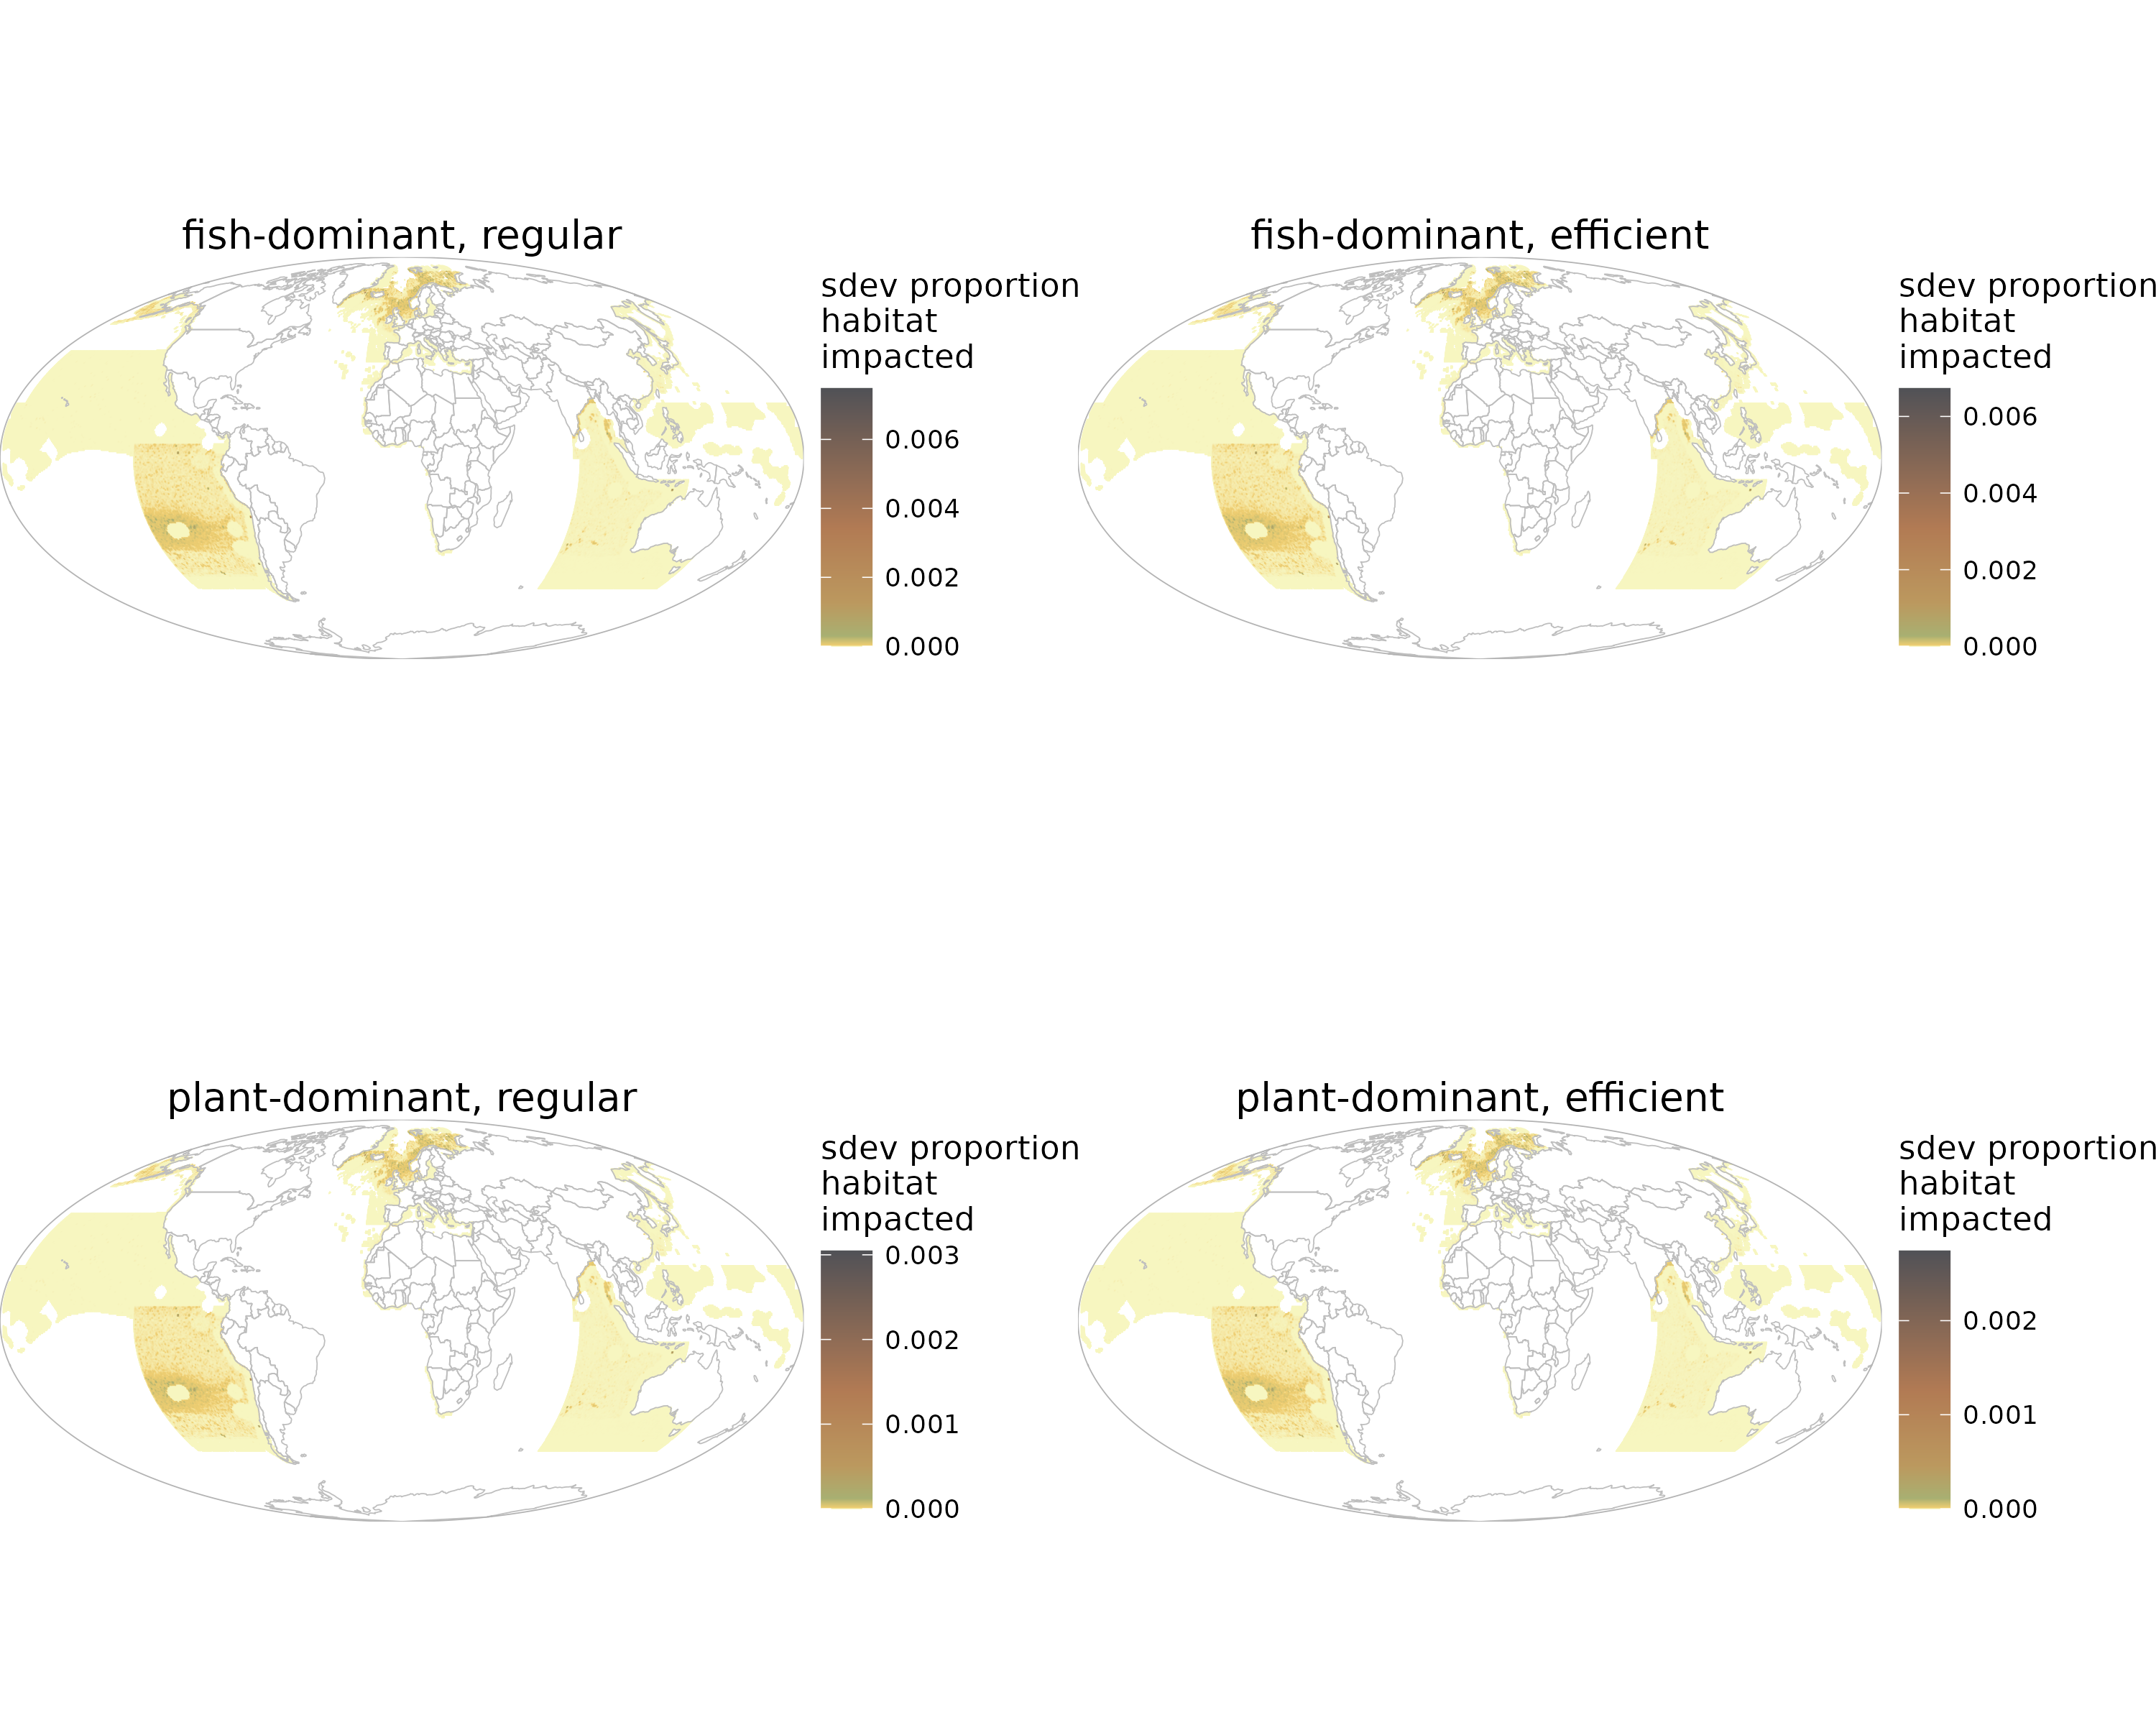 fish-dominant, regular
sdev proportion
habitat
impacted
0.006
0.004
0.002
0.000
fish-dominant, efficient
sdev proportion
habitat
impacted
0.006
0.004
0.002
0.000
plant-dominant, regular
sdev proportion
habitat
impacted
0.003
0.002
0.001
0.000
plant-dominant, efficient
sdev proportion
habitat
impacted
0.002
0.001
0.000